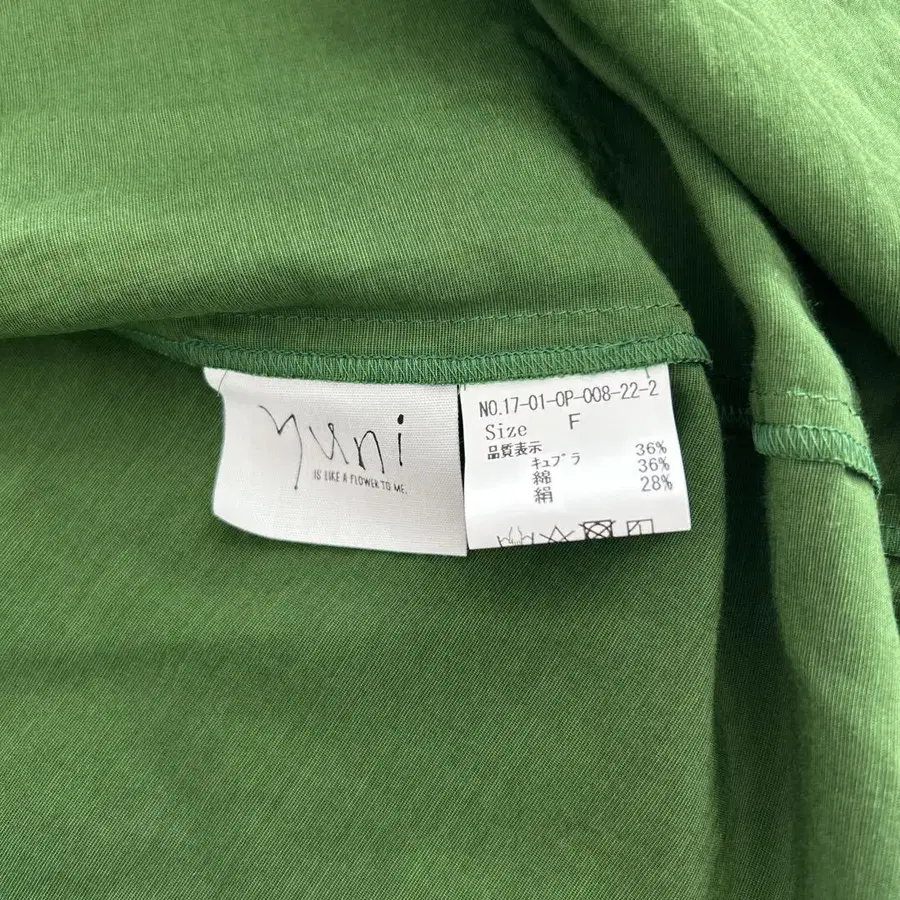 yuni
IS LIKE A FLOWER TO ME.
NO.17-01-OP-008-22-2
Size F
品質表示
キュプラ 36%
綿 36%
絹 28%